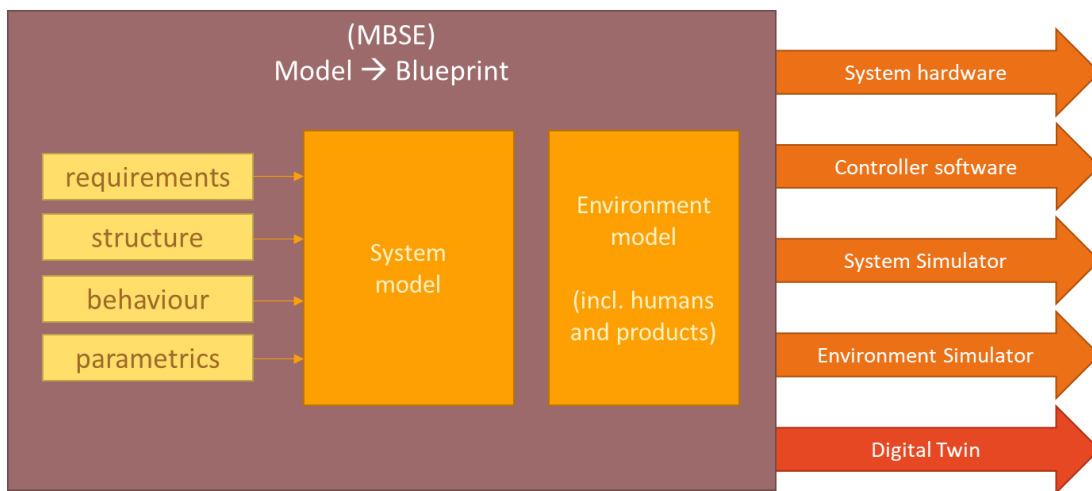 (MBSE)
Model → Blueprint
requirements
structure
behaviour
parametrics
System
model
Environment
model
(incl. humans
and products)
System hardware
Controller software
System Simulator
Environment Simulator
Digital Twin